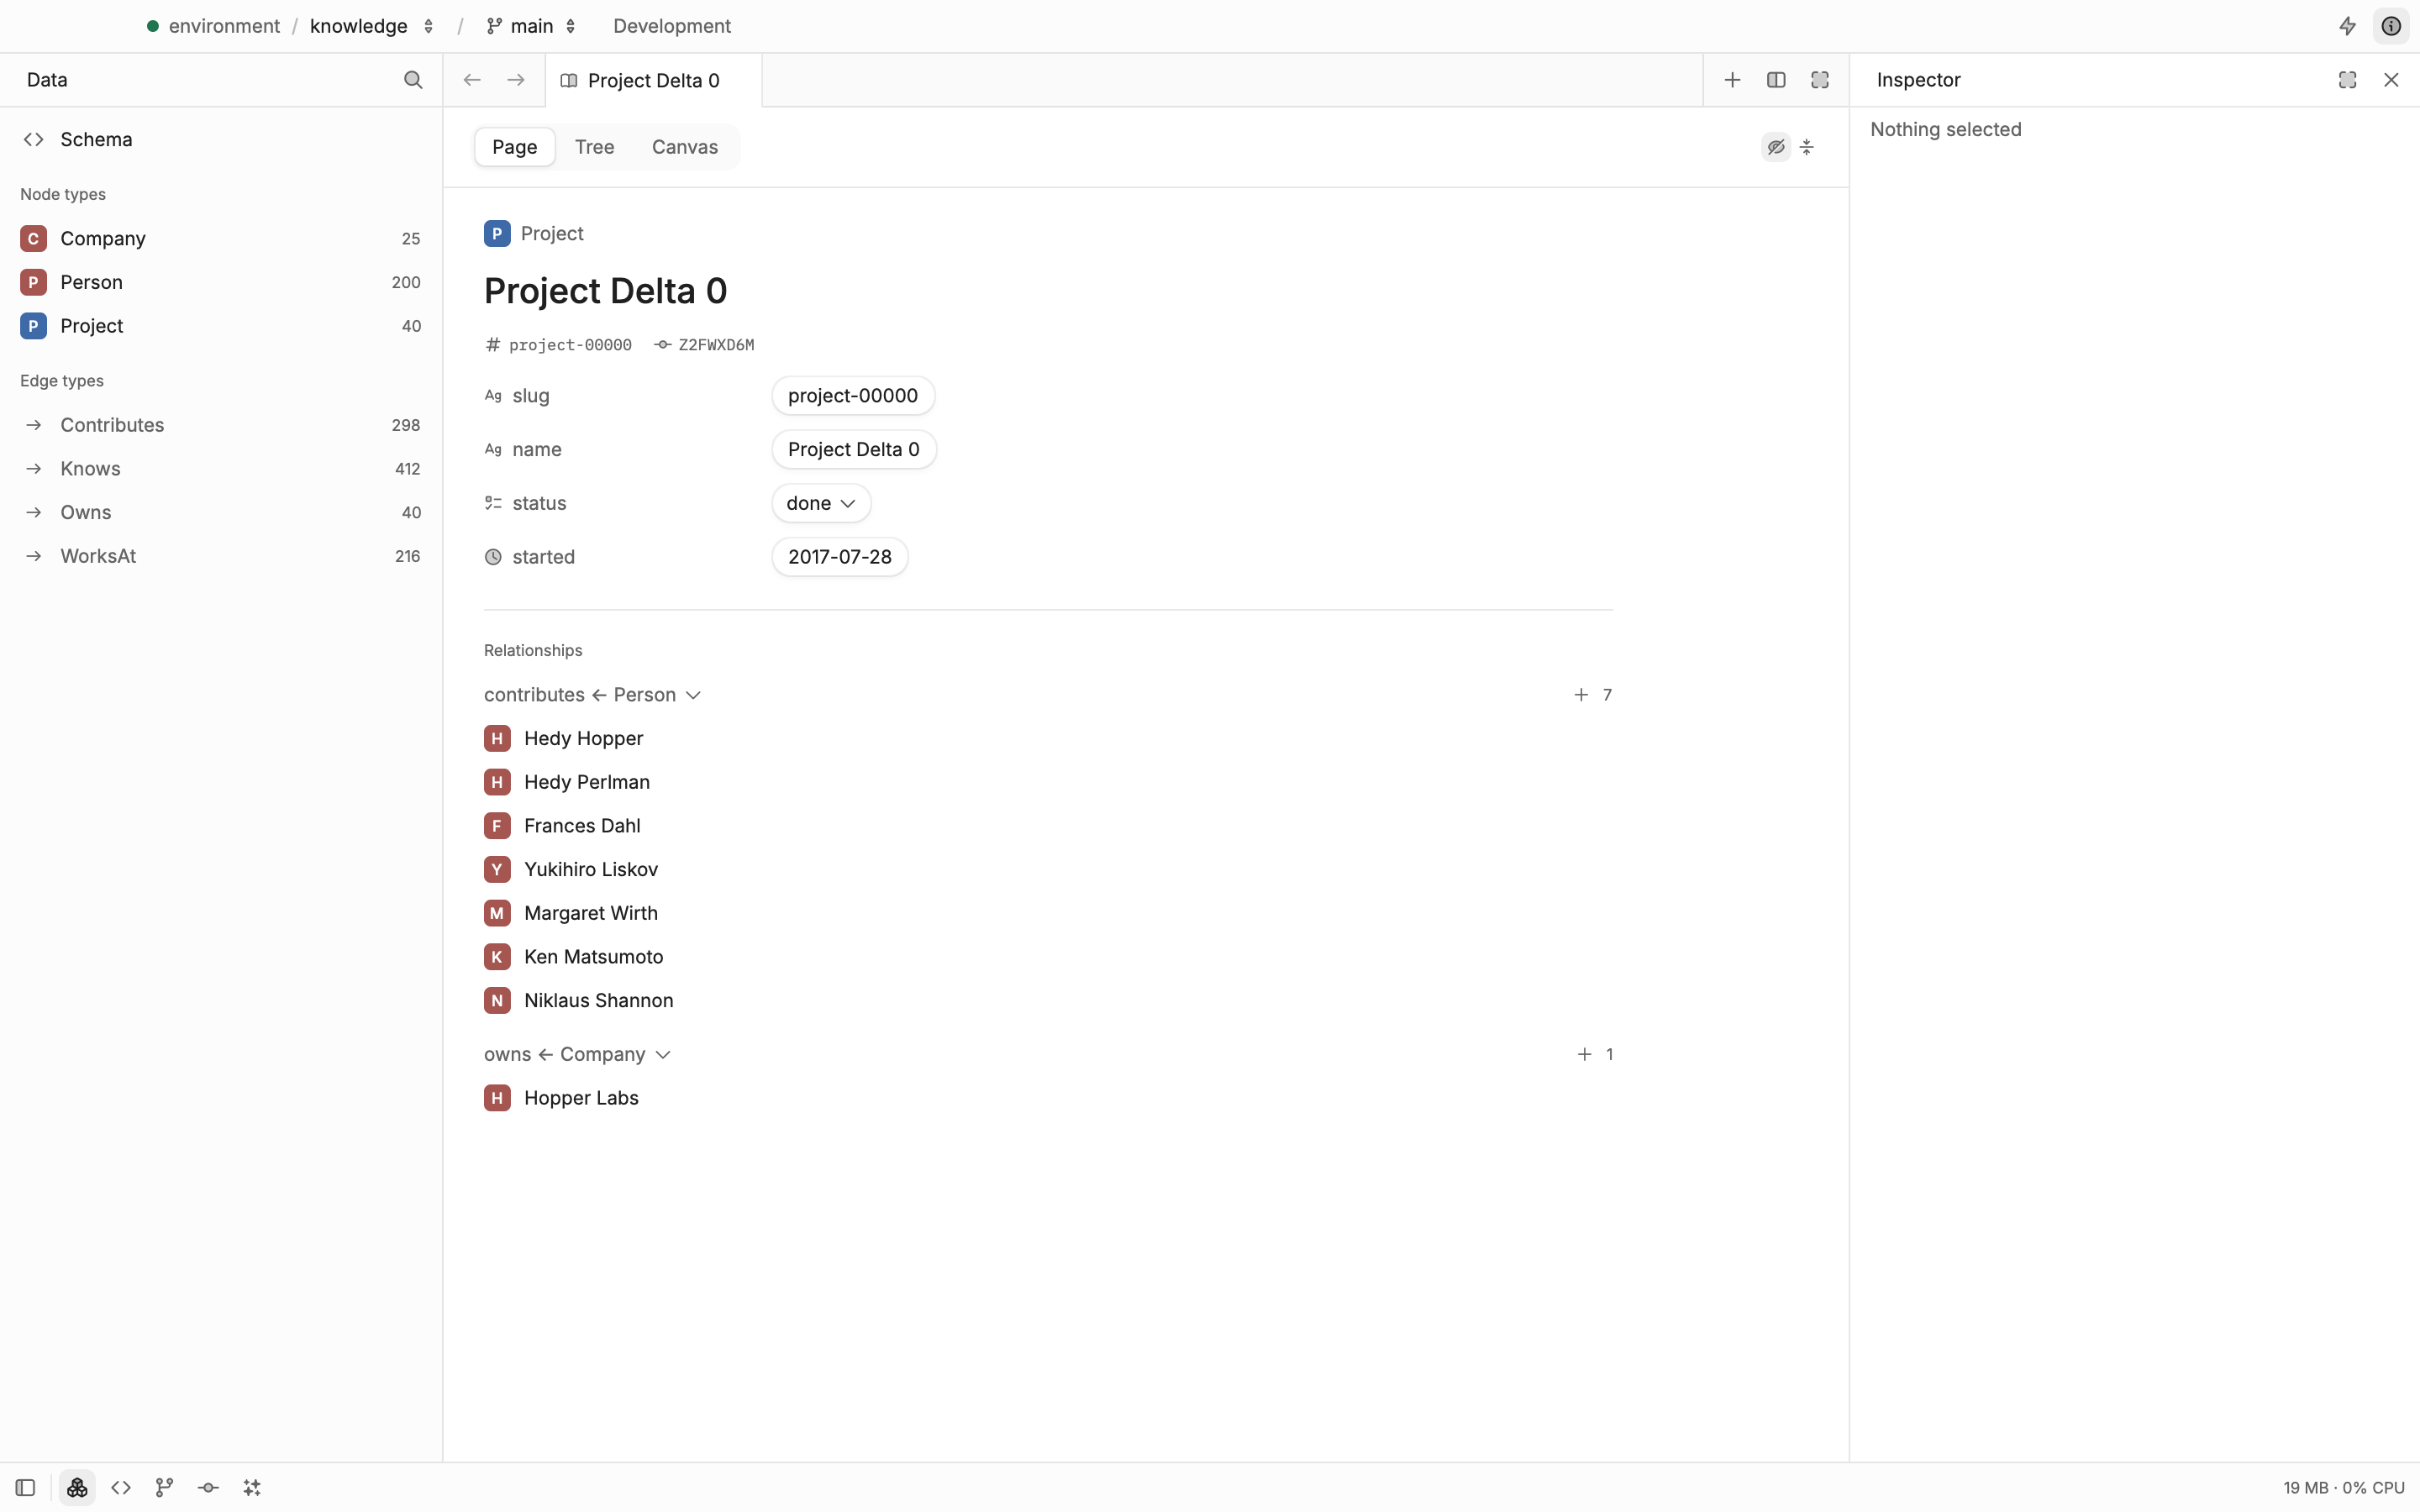 environment / knowledge / main Development
Data
Project Delta 0
Inspector
Schema
Page Tree Canvas
Nothing selected
Node types
C Company 25
P Person 200
P Project 40
Edge types
Contributes 298
Knows 412
Owns 40
WorksAt 216
P Project
Project Delta 0
# project-00000 Z2FWXD6M
Ag slug project-00000
Ag name Project Delta 0
status done
started 2017-07-28
Relationships
contributes ← Person + 7
H Hedy Hopper
H Hedy Perlman
F Frances Dahl
Y Yukihiro Liskov
M Margaret Wirth
K Ken Matsumoto
N Niklaus Shannon
owns ← Company + 1
H Hopper Labs
19 MB · 0% CPU